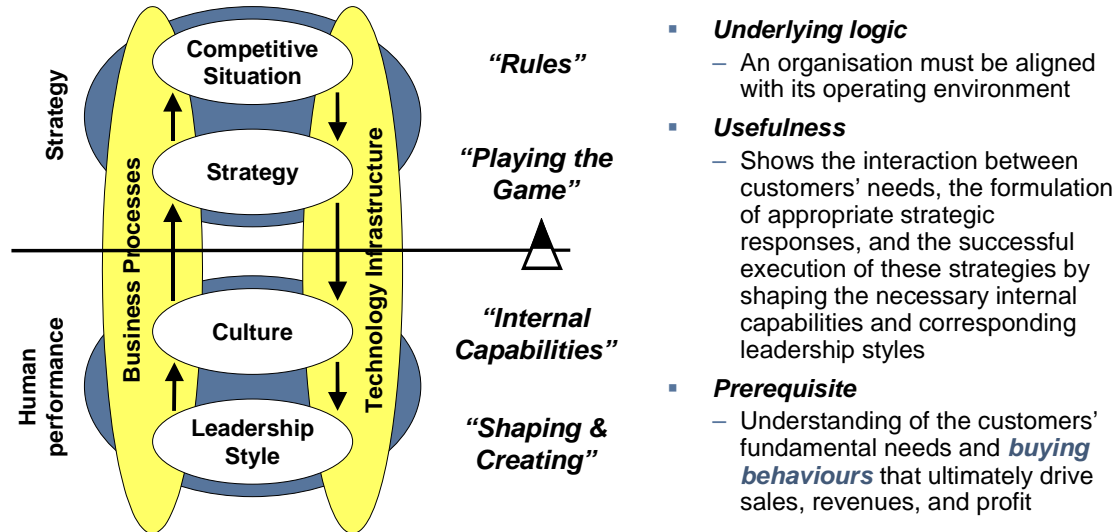 Strategy
Human
performance
Business Processes
Technology Infrastructure
Competitive
Situation
Strategy
Culture
Leadership
Style
“Rules”
“Playing the
Game”
“Internal
Capabilities”
“Shaping &
Creating”
▪ Underlying logic
– An organisation must be aligned
with its operating environment
▪ Usefulness
– Shows the interaction between
customers’ needs, the formulation
of appropriate strategic
responses, and the successful
execution of these strategies by
shaping the necessary internal
capabilities and corresponding
leadership styles
▪ Prerequisite
– Understanding of the customers’
fundamental needs and buying
behaviours that ultimately drive
sales, revenues, and profit